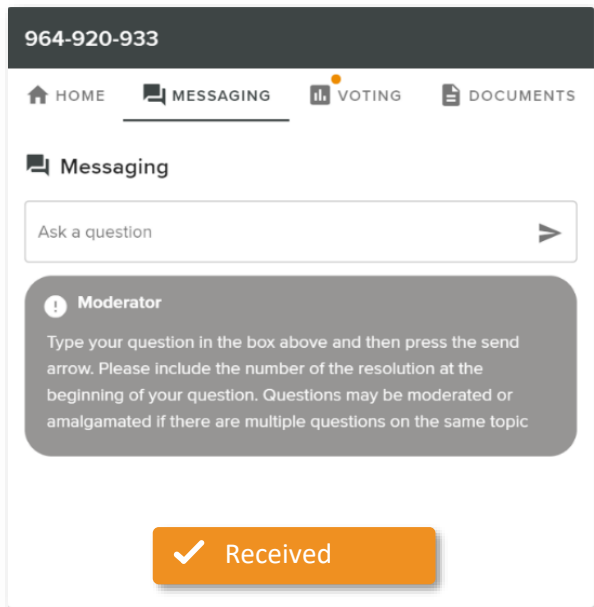 964-920-933
HOME MESSAGING VOTING DOCUMENTS
Messaging
Ask a question
Moderator
Type your question in the box above and then press the send
arrow. Please include the number of the resolution at the
beginning of your question. Questions may be moderated or
amalgamated if there are multiple questions on the same topic
Received